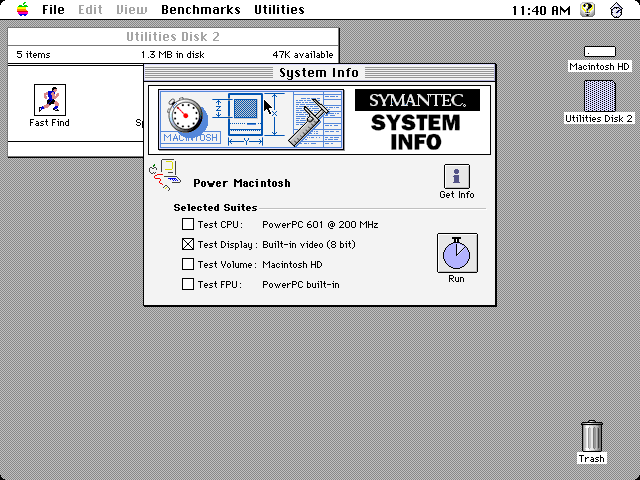 File Edit View Benchmarks Utilities 11:40 AM
Utilities Disk 2
5 items 1.3 MB in disk 47K available
Fast Find
System Info
MACINTOSH
Z
X
Y
SYMANTEC.
SYSTEM
INFO
Power Macintosh
Get Info
Selected Suites
Test CPU: PowerPC 601 @ 200 MHz
Test Display: Built-in video (8 bit)
Test Volume: Macintosh HD
Test FPU: PowerPC built-in
Run
Macintosh HD
Utilities Disk 2
Trash